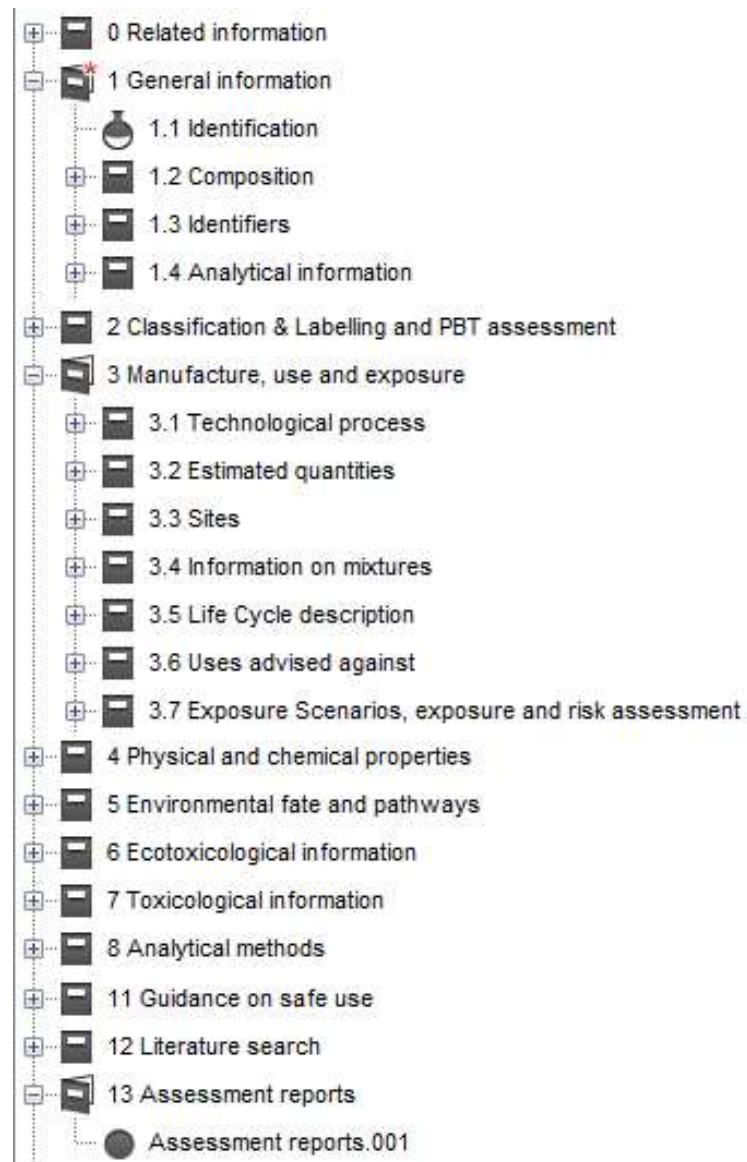 0 Related information
1 General information
1.1 Identification
1.2 Composition
1.3 Identifiers
1.4 Analytical information
2 Classification & Labelling and PBT assessment
3 Manufacture, use and exposure
3.1 Technological process
3.2 Estimated quantities
3.3 Sites
3.4 Information on mixtures
3.5 Life Cycle description
3.6 Uses advised against
3.7 Exposure Scenarios, exposure and risk assessment
4 Physical and chemical properties
5 Environmental fate and pathways
6 Ecotoxicological information
7 Toxicological information
8 Analytical methods
11 Guidance on safe use
12 Literature search
13 Assessment reports
Assessment reports.001